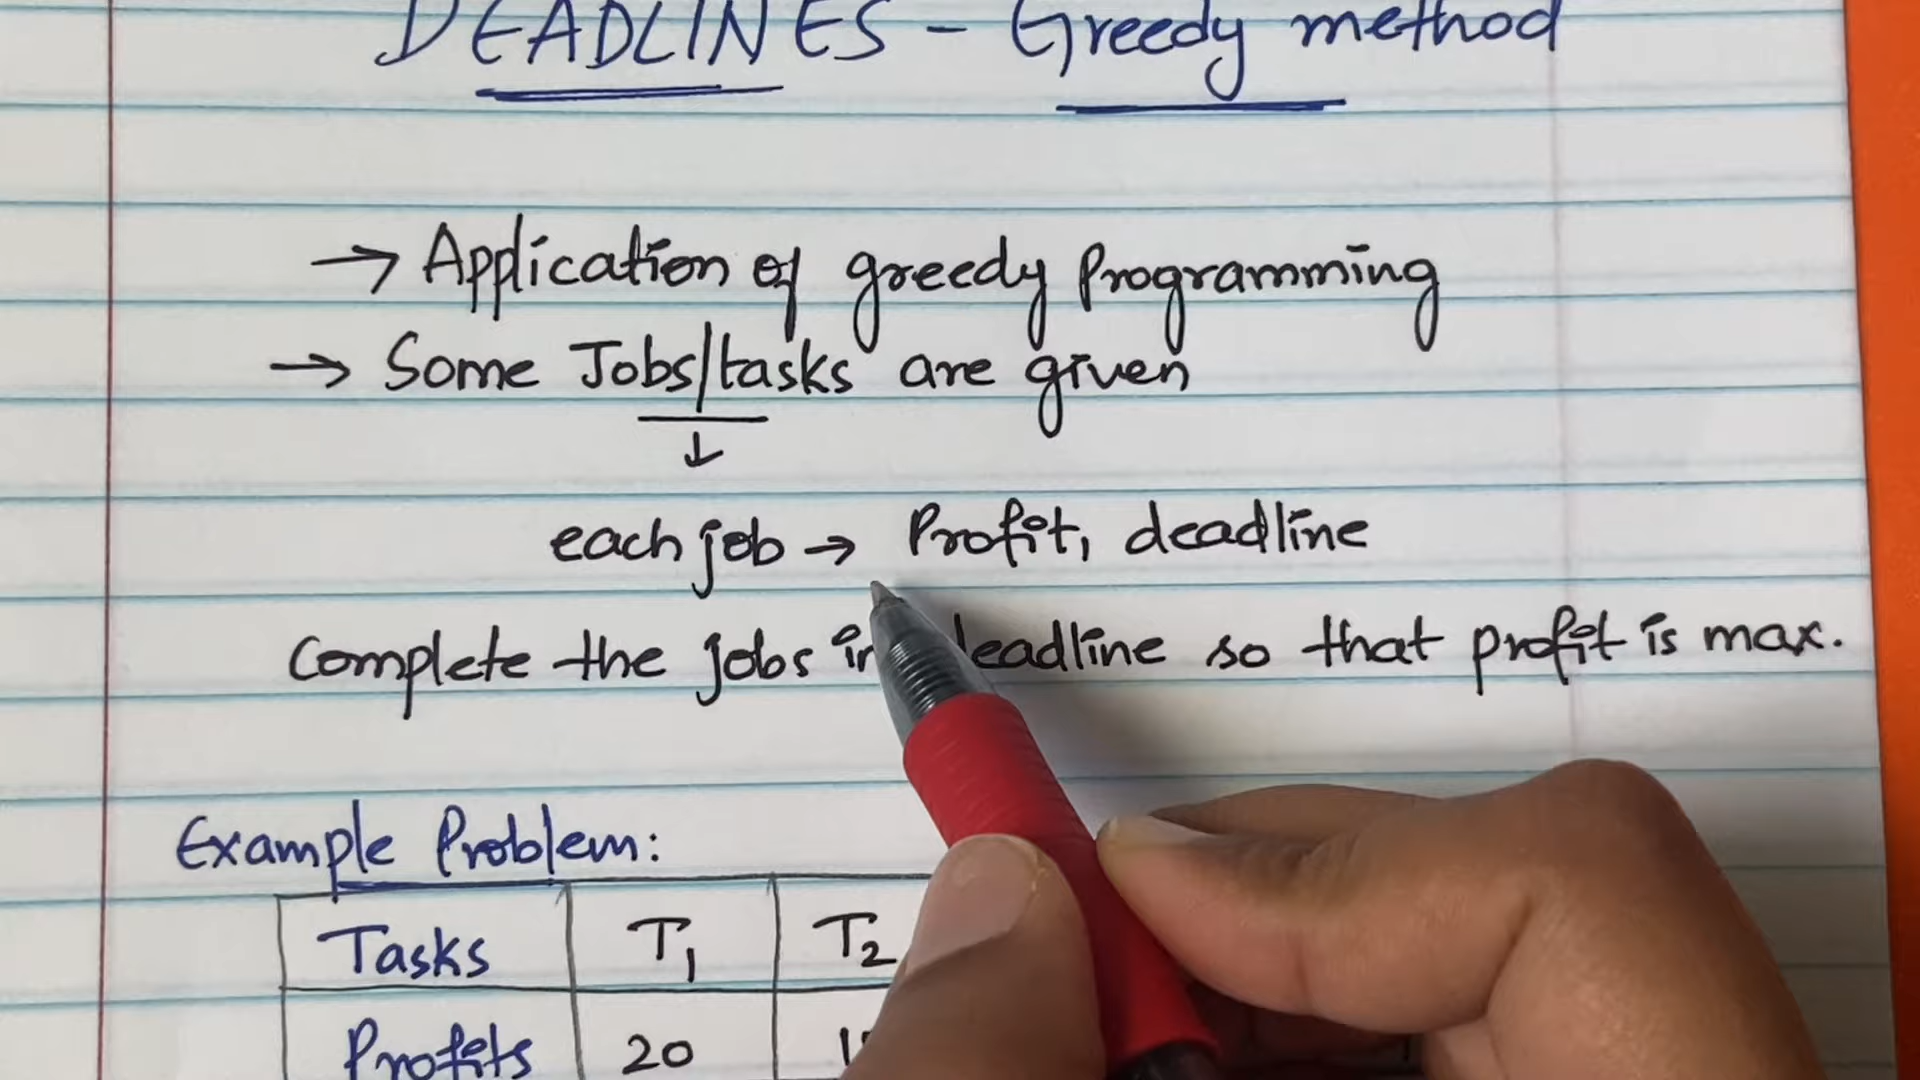 DEADLINES - Greedy method
→ Application of greedy Programming
→ Some Jobs/tasks are given
↓
each job → Profit, deadline
Complete the jobs in deadline so that profit is max.
Example Problem:
Tasks T1 T2
Profits 20